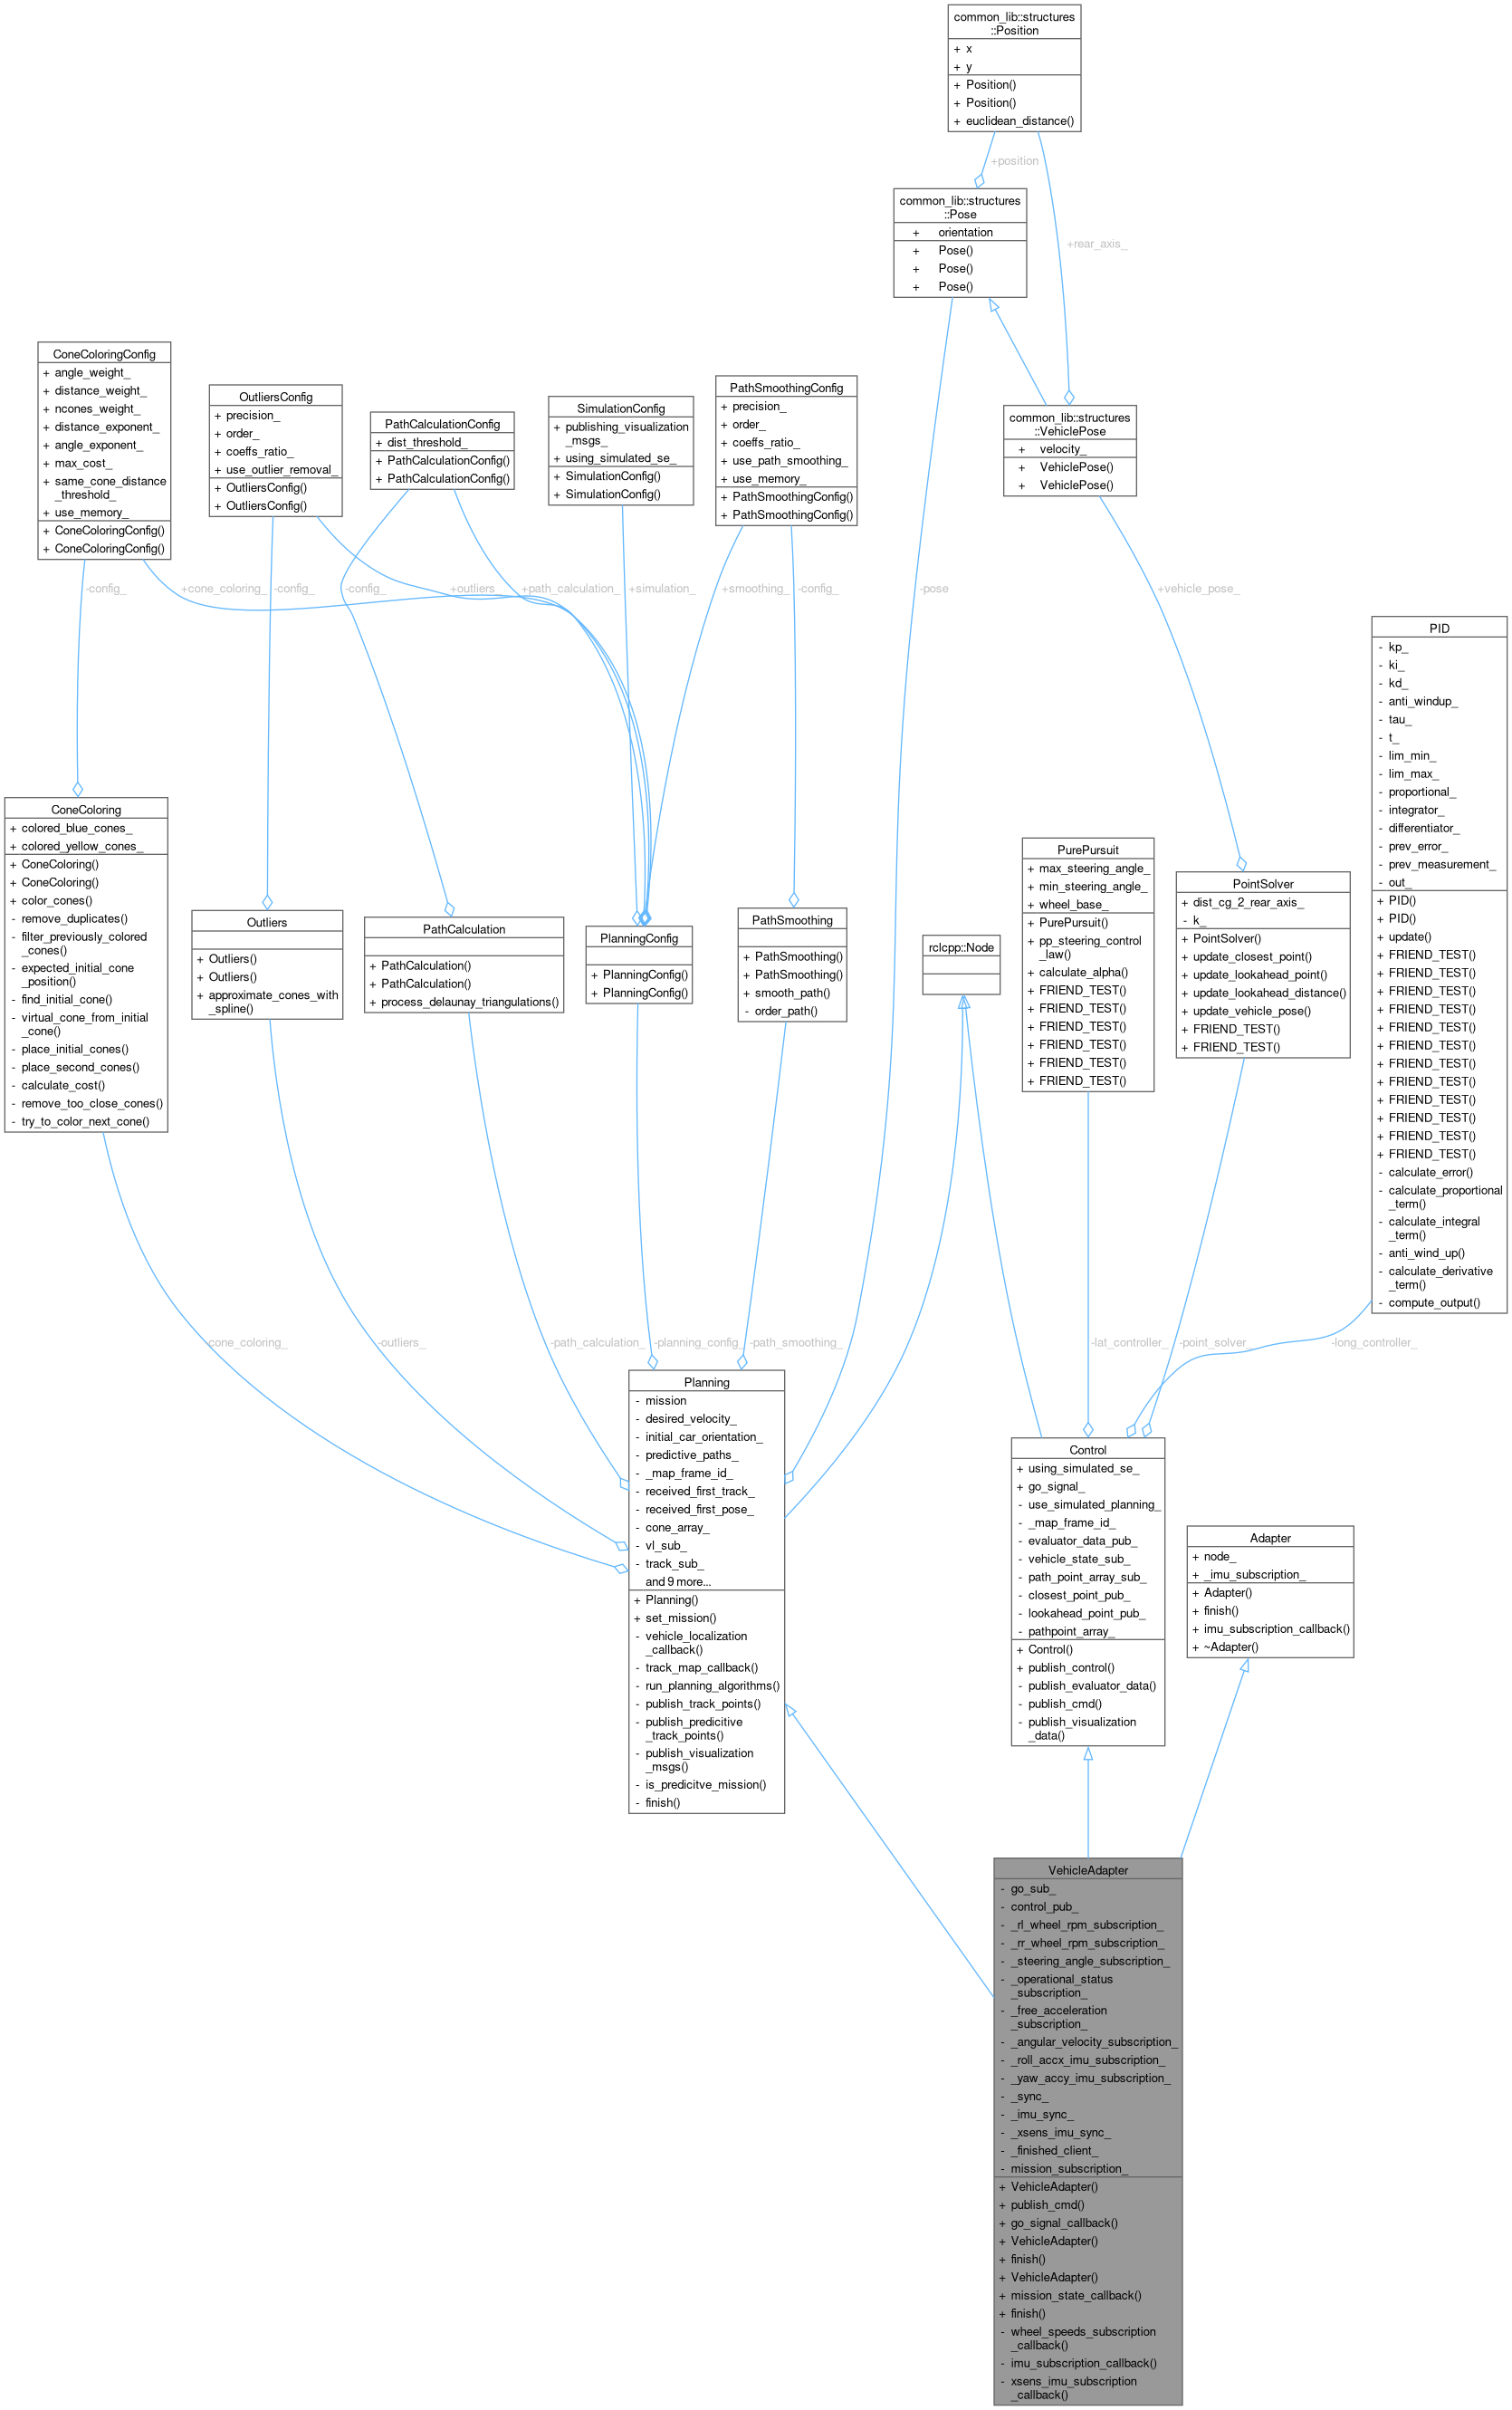 common_lib::structures
::Position
+ x
+ y
+ Position()
+ Position()
+ euclidean_distance()
+position
common_lib::structures
::Pose
+ orientation
+ Pose()
+ Pose()
+ Pose()
+rear_axis_
ConeColoringConfig
+ angle_weight_
+ distance_weight_
+ ncones_weight_
+ distance_exponent_
+ angle_exponent_
+ max_cost_
+ same_cone_distance
_threshold_
+ use_memory_
+ ConeColoringConfig()
+ ConeColoringConfig()
OutliersConfig
+ precision_
+ order_
+ coeffs_ratio_
+ use_outlier_removal_
+ OutliersConfig()
+ OutliersConfig()
PathCalculationConfig
+ dist_threshold_
+ PathCalculationConfig()
+ PathCalculationConfig()
SimulationConfig
+ publishing_visualization
_msgs_
+ using_simulated_se_
+ SimulationConfig()
+ SimulationConfig()
PathSmoothingConfig
+ precision_
+ order_
+ coeffs_ratio_
+ use_path_smoothing_
+ use_memory_
+ PathSmoothingConfig()
+ PathSmoothingConfig()
common_lib::structures
::VehiclePose
+ velocity_
+ VehiclePose()
+ VehiclePose()
-config_
+cone_coloring_
-config_
-config_
+outliers
+path_calculation_
+simulation_
+smoothing_
-config_
-pose
+vehicle_pose_
PID
- kp_
- ki_
- kd_
- anti_windup_
- tau_
- t_
- lim_min_
- lim_max_
- proportional_
- integrator_
- differentiator_
- prev_error_
- prev_measurement_
- out_
+ PID()
+ PID()
+ update()
+ FRIEND_TEST()
+ FRIEND_TEST()
+ FRIEND_TEST()
+ FRIEND_TEST()
+ FRIEND_TEST()
+ FRIEND_TEST()
+ FRIEND_TEST()
+ FRIEND_TEST()
+ FRIEND_TEST()
+ FRIEND_TEST()
+ FRIEND_TEST()
+ FRIEND_TEST()
- calculate_error()
- calculate_proportional
_term()
- calculate_integral
_term()
- anti_wind_up()
- calculate_derivative
_term()
- compute_output()
ConeColoring
+ colored_blue_cones_
+ colored_yellow_cones_
+ ConeColoring()
+ ConeColoring()
+ color_cones()
- remove_duplicates()
- filter_previously_colored
_cones()
- expected_initial_cone
_position()
- find_initial_cone()
- virtual_cone_from_initial
_cone()
- place_initial_cones()
- place_second_cones()
- calculate_cost()
- remove_too_close_cones()
- try_to_color_next_cone()
Outliers
+ Outliers()
+ Outliers()
+ approximate_cones_with
_spline()
PathCalculation
+ PathCalculation()
+ PathCalculation()
+ process_delaunay_triangulations()
PlanningConfig
+ PlanningConfig()
+ PlanningConfig()
PathSmoothing
+ PathSmoothing()
+ PathSmoothing()
+ smooth_path()
- order_path()
rclcpp::Node
PurePursuit
+ max_steering_angle_
+ min_steering_angle_
+ wheel_base_
+ PurePursuit()
+ pp_steering_control
_law()
+ calculate_alpha()
+ FRIEND_TEST()
+ FRIEND_TEST()
+ FRIEND_TEST()
+ FRIEND_TEST()
+ FRIEND_TEST()
+ FRIEND_TEST()
PointSolver
+ dist_cg_2_rear_axis_
- k_
+ PointSolver()
+ update_closest_point()
+ update_lookahead_point()
+ update_lookahead_distance()
+ update_vehicle_pose()
+ FRIEND_TEST()
+ FRIEND_TEST()
cone_coloring_
-outliers_
-path_calculation_
-planning_config_
-path_smoothing_
-lat_controller_
-point_solver_
-long_controller_
Planning
- mission
- desired_velocity_
- initial_car_orientation_
- predictive_paths_
- _map_frame_id_
- received_first_track_
- received_first_pose_
- cone_array_
- vl_sub_
- track_sub_
and 9 more...
+ Planning()
+ set_mission()
- vehicle_localization
_callback()
- track_map_callback()
- run_planning_algorithms()
- publish_track_points()
- publish_predicitive
_track_points()
- publish_visualization
_msgs()
- is_predicitve_mission()
- finish()
Control
+ using_simulated_se_
+ go_signal_
- use_simulated_planning_
- _map_frame_id_
- evaluator_data_pub_
- vehicle_state_sub_
- path_point_array_sub_
- closest_point_pub_
- lookahead_point_pub_
- pathpoint_array_
+ Control()
+ publish_control()
- publish_evaluator_data()
- publish_cmd()
- publish_visualization
_data()
Adapter
+ node_
+ _imu_subscription_
+ Adapter()
+ finish()
+ imu_subscription_callback()
+ ~Adapter()
VehicleAdapter
- go_sub_
- control_pub_
- _rl_wheel_rpm_subscription_
- _rr_wheel_rpm_subscription_
- _steering_angle_subscription_
- _operational_status
_subscription_
- _free_acceleration
_subscription_
- _angular_velocity_subscription_
- _roll_accx_imu_subscription_
- _yaw_accy_imu_subscription_
- _sync_
- _imu_sync_
- _xsens_imu_sync_
- _finished_client_
- mission_subscription_
+ VehicleAdapter()
+ publish_cmd()
+ go_signal_callback()
+ VehicleAdapter()
+ finish()
+ VehicleAdapter()
+ mission_state_callback()
+ finish()
- wheel_speeds_subscription
_callback()
- imu_subscription_callback()
- xsens_imu_subscription
_callback()